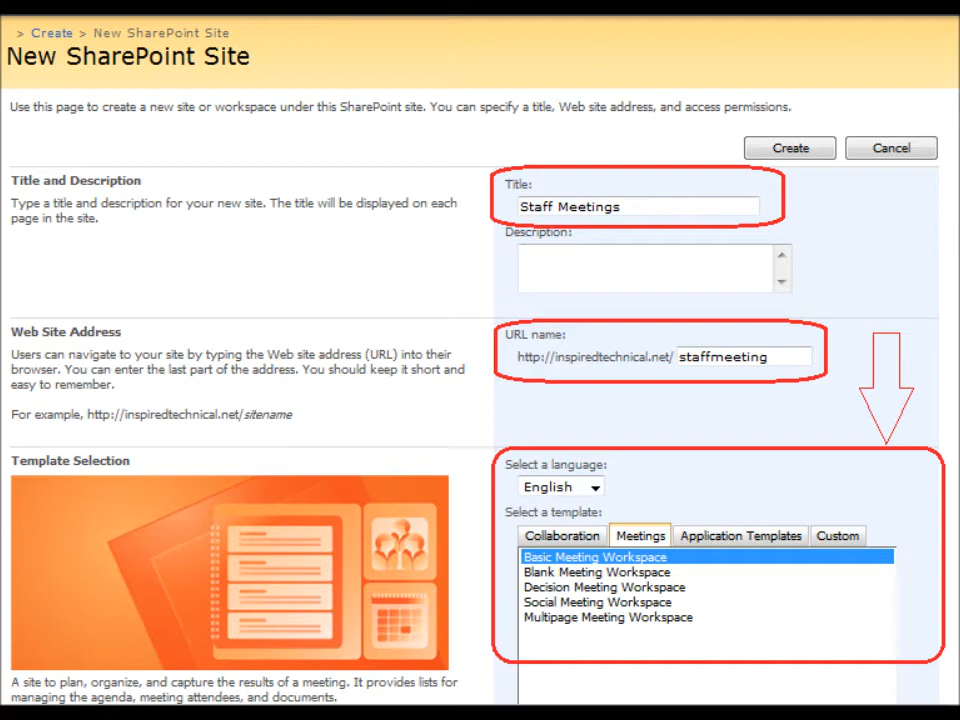 > Create > New SharePoint Site
New SharePoint Site
Use this page to create a new site or workspace under this SharePoint site. You can specify a title, Web site address, and access permissions.
Create Cancel
Title and Description
Type a title and description for your new site. The title will be displayed on each
page in the site.
Title:
Staff Meetings
Description:
Web Site Address
Users can navigate to your site by typing the Web site address (URL) into their
browser. You can enter the last part of the address. You should keep it short and
easy to remember.
For example, http://inspiredtechnical.net/sitename
URL name:
http://inspiredtechnical.net/ staffmeeting
Template Selection
A site to plan, organize, and capture the results of a meeting. It provides lists for
managing the agenda, meeting attendees, and documents.
Select a language:
English
Select a template:
Collaboration Meetings Application Templates Custom
Basic Meeting Workspace
Blank Meeting Workspace
Decision Meeting Workspace
Social Meeting Workspace
Multipage Meeting Workspace